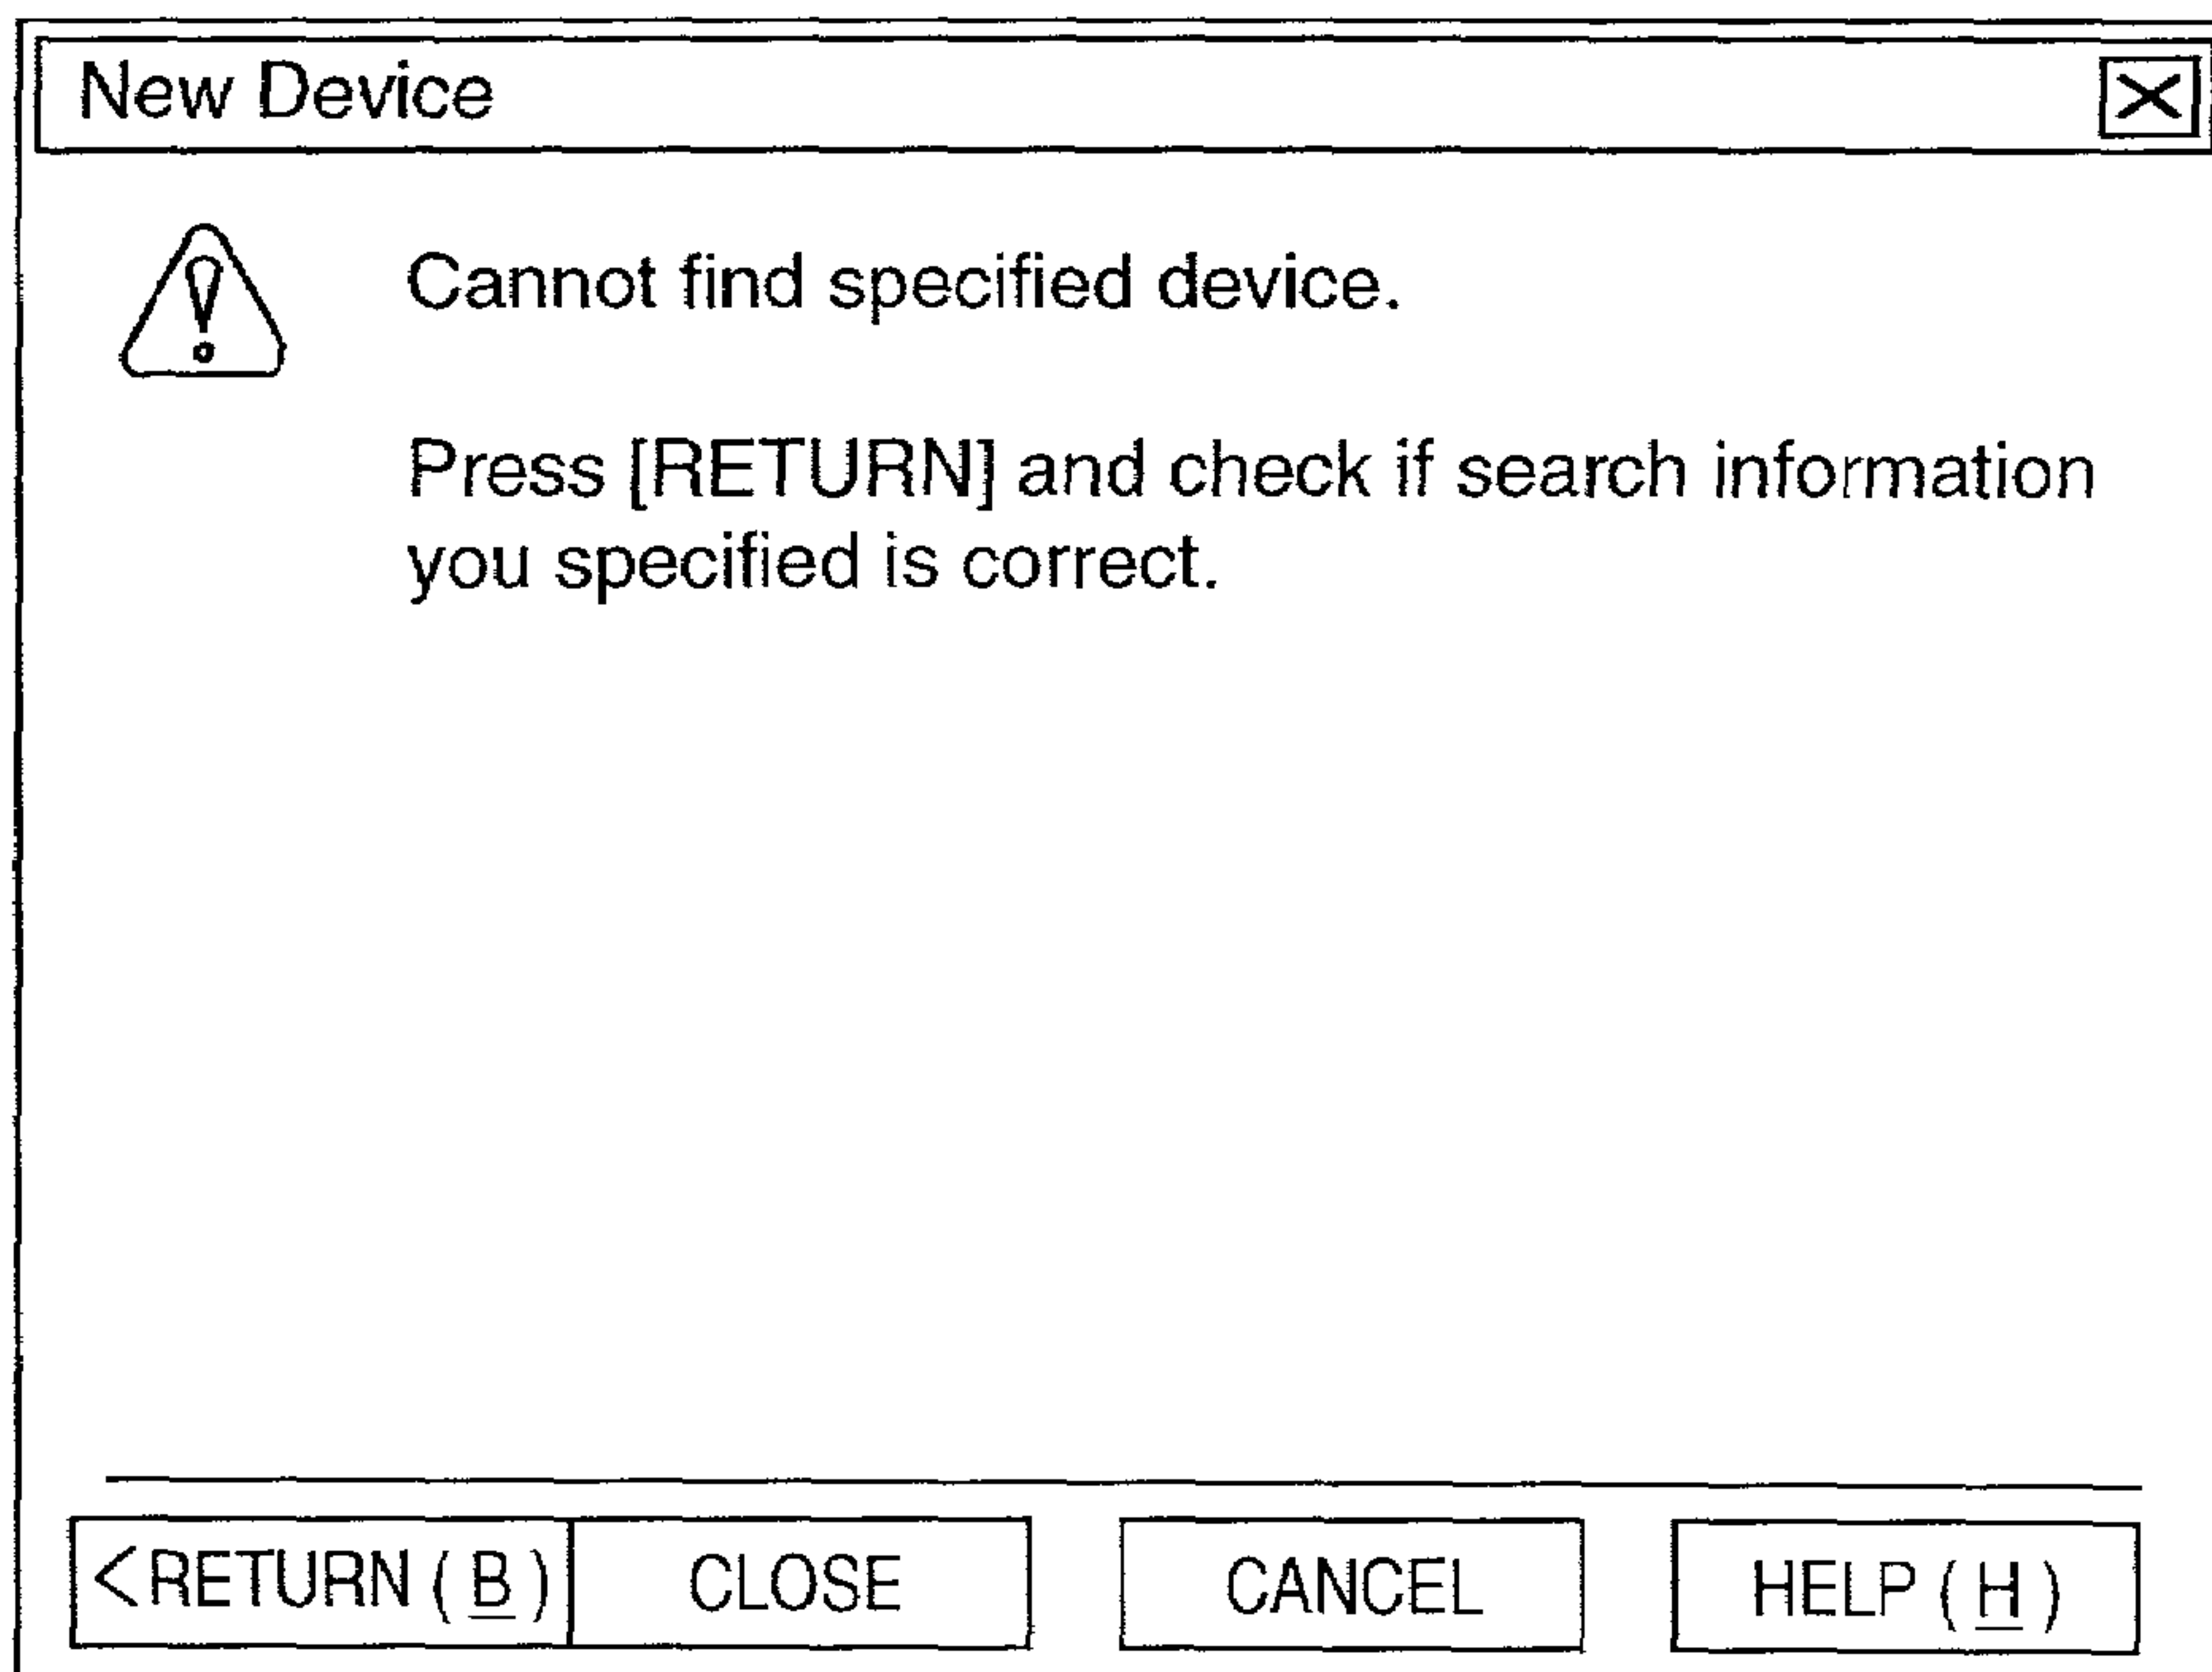 New Device
Cannot find specified device.
Press [RETURN] and check if search information
you specified is correct.
<RETURN ( B ) CLOSE CANCEL HELP ( H )